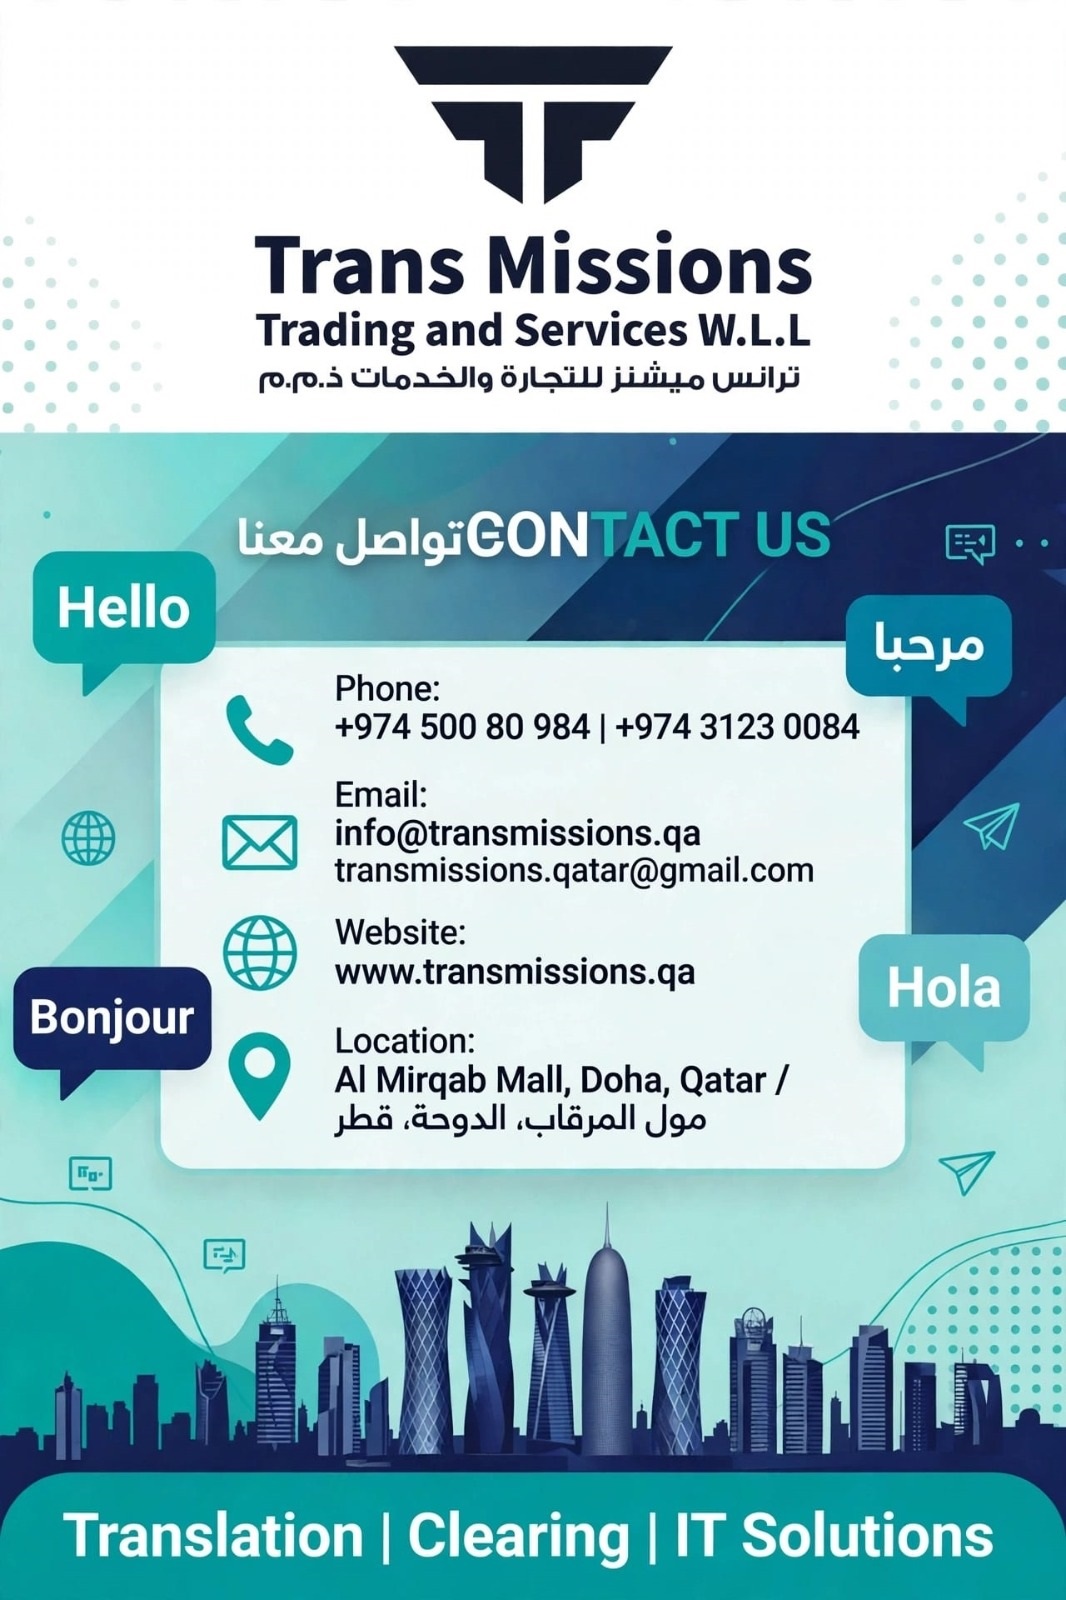 Trans Missions
Trading and Services W.L.L
ترانس ميشنز للتجارة والخدمات ذ.م.م
تواصل معنا CONTACT US
Hello
مرحبا
Phone:
+974 500 80 984 | +974 3123 0084
Email:
info@transmissions.qa
transmissions.qatar@gmail.com
Website:
www.transmissions.qa
Hola
Bonjour
Location:
Al Mirqab Mall, Doha, Qatar /
مول المرقاب، الدوحة، قطر
Translation | Clearing | IT Solutions